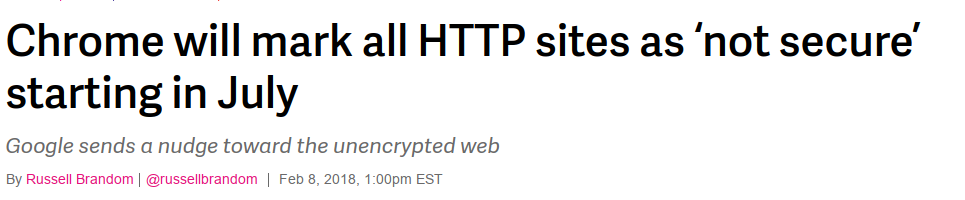 Chrome will mark all HTTP sites as ‘not secure’
starting in July
Google sends a nudge toward the unencrypted web
By Russell Brandom | @russellbrandom | Feb 8, 2018, 1:00pm EST